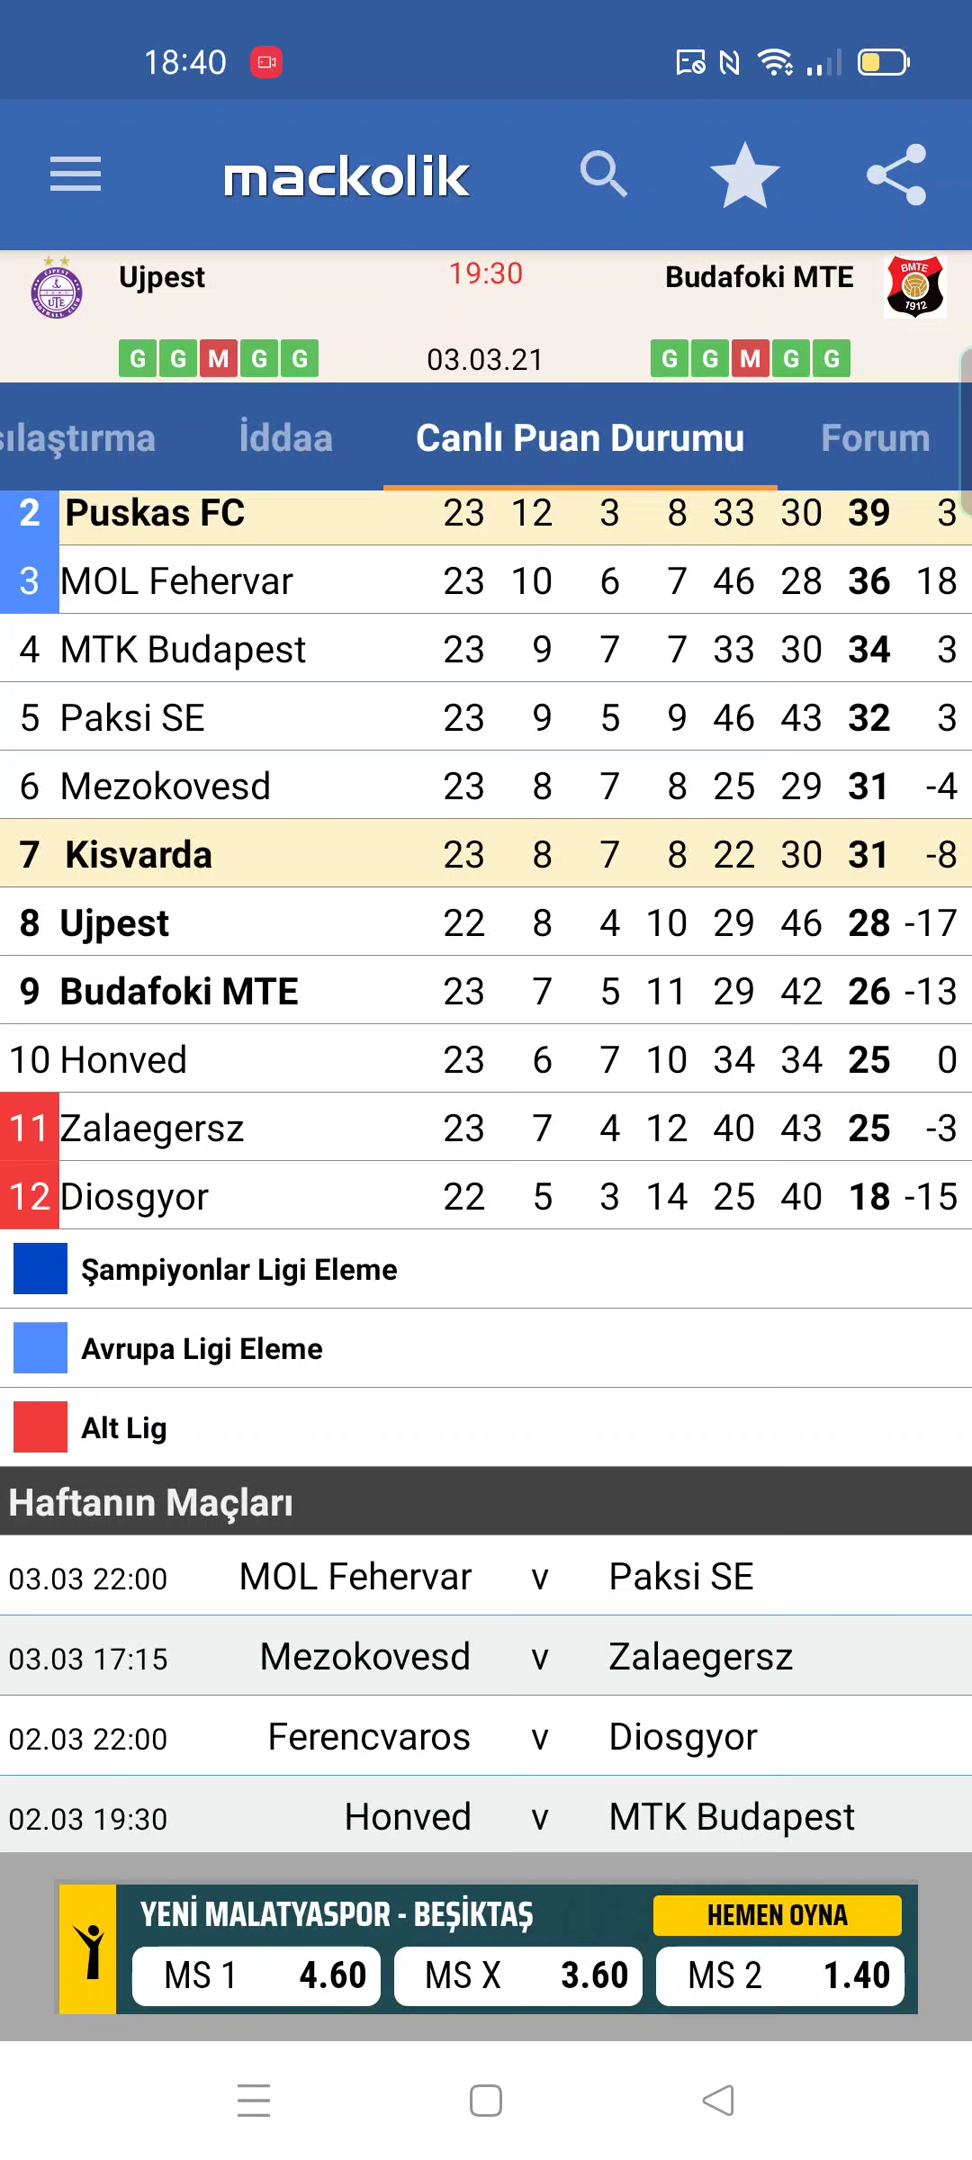 18:40
mackolik
Ujpest 19:30 Budafoki MTE
G G M G G 03.03.21 G G M G G
sılaştırma İddaa Canlı Puan Durumu Forum
2 Puskas FC 23 12 3 8 33 30 39 3
3 MOL Fehervar 23 10 6 7 46 28 36 18
4 MTK Budapest 23 9 7 7 33 30 34 3
5 Paksi SE 23 9 5 9 46 43 32 3
6 Mezokovesd 23 8 7 8 25 29 31 -4
7 Kisvarda 23 8 7 8 22 30 31 -8
8 Ujpest 22 8 4 10 29 46 28 -17
9 Budafoki MTE 23 7 5 11 29 42 26 -13
10 Honved 23 6 7 10 34 34 25 0
11 Zalaegersz 23 7 4 12 40 43 25 -3
12 Diosgyor 22 5 3 14 25 40 18 -15
Şampiyonlar Ligi Eleme
Avrupa Ligi Eleme
Alt Lig
Haftanın Maçları
03.03 22:00 MOL Fehervar v Paksi SE
03.03 17:15 Mezokovesd v Zalaegersz
02.03 22:00 Ferencvaros v Diosgyor
02.03 19:30 Honved v MTK Budapest
YENİ MALATYASPOR - BEŞİKTAŞ HEMEN OYNA
MS 1 4.60 MS X 3.60 MS 2 1.40
BMTE
1912
UTE